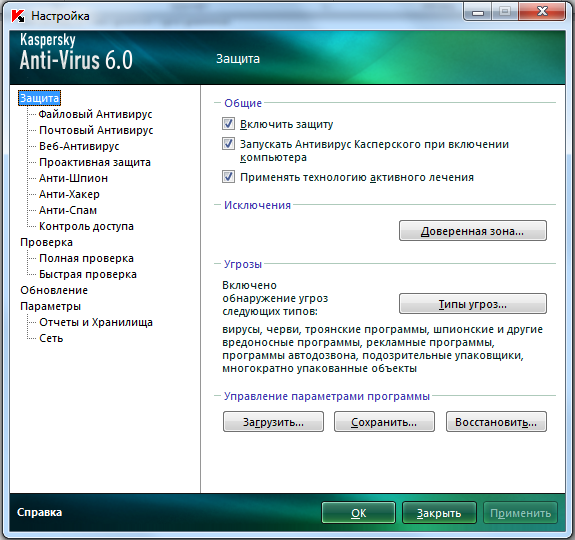 Настройка
Kaspersky
Anti-Virus 6.0
Защита
Защита
Файловый Антивирус
Почтовый Антивирус
Веб-Антивирус
Проактивная защита
Анти-Шпион
Анти-Хакер
Анти-Спам
Контроль доступа
Проверка
Полная проверка
Быстрая проверка
Обновление
Параметры
Отчеты и Хранилища
Сеть
Общие
Включить защиту
Запускать Антивирус Касперского при включении
компьютера
Применять технологию активного лечения
Исключения
Доверенная зона...
Угрозы
Включено
обнаружение угроз
следующих типов:
Типы угроз...
вирусы, черви, троянские программы, шпионские и другие
вредоносные программы, рекламные программы,
программы автодозвона, подозрительные упаковщики,
многократно упакованные объекты
Управление параметрами программы
Загрузить...
Сохранить...
Восстановить...
Справка
OK
Закрыть
Применить